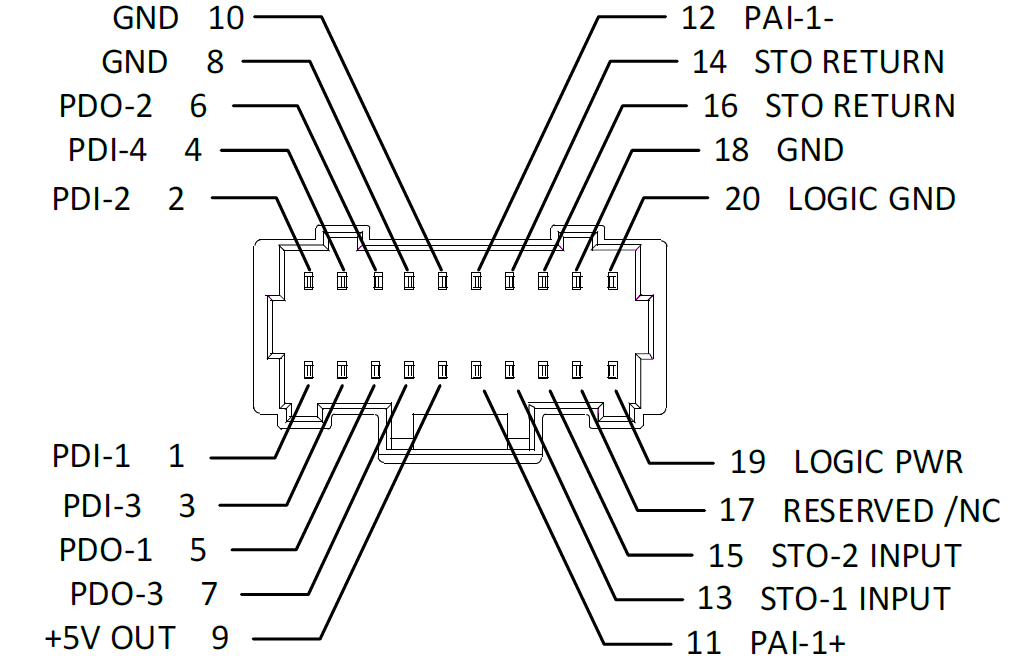 GND 10
GND 8
PDO-2 6
PDI-4 4
PDI-2 2
12 PAI-1-
14 STO RETURN
16 STO RETURN
18 GND
20 LOGIC GND
PDI-1 1
PDI-3 3
PDO-1 5
PDO-3 7
+5V OUT 9
19 LOGIC PWR
17 RESERVED /NC
15 STO-2 INPUT
13 STO-1 INPUT
11 PAI-1+